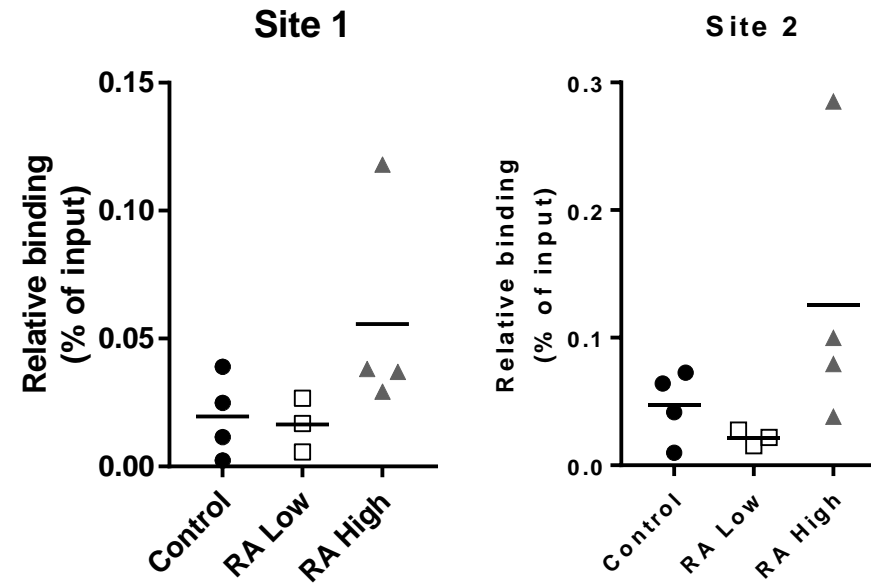 Site 1
Relative binding
(% of input)
0.15
0.10
0.05
0.00
Control
RA Low
RA High
Site 2
Relative binding
(% of input)
0.3
0.2
0.1
0.0
Control
RA Low
RA High